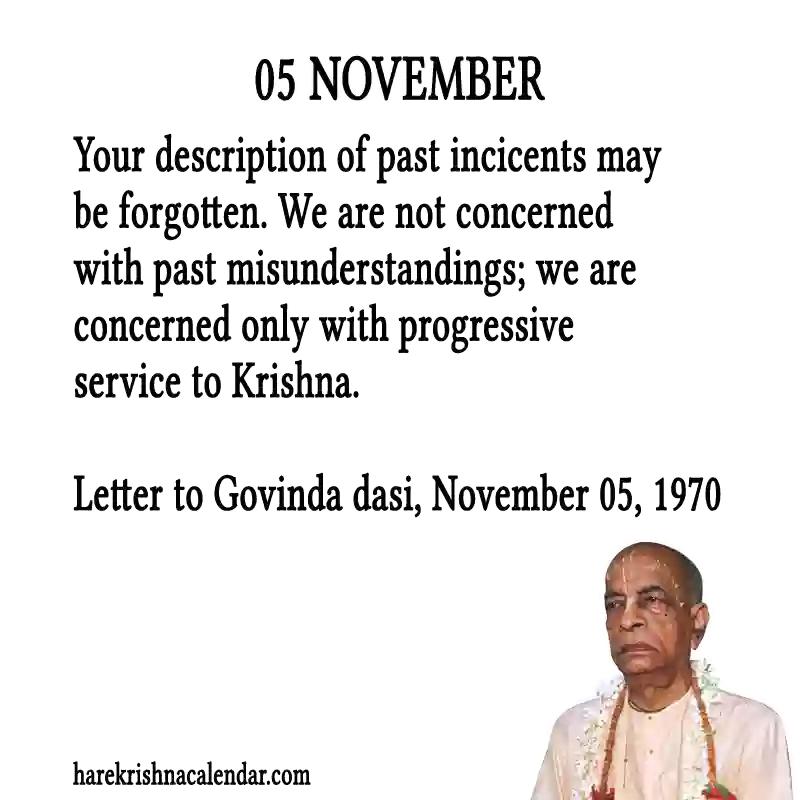 05 NOVEMBER
Your description of past incicents may
be forgotten. We are not concerned
with past misunderstandings; we are
concerned only with progressive
service to Krishna.
Letter to Govinda dasi, November 05, 1970
harekrishnacalendar.com